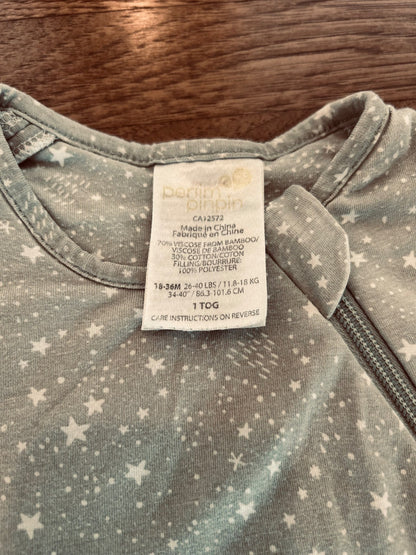 perlim
pinpin
CA12572
Made in China
Fabriqué en Chine
70% VISCOSE FROM BAMBOO/
VISCOSE DE BAMBOO
30% COTTON/COTON
FILLING/BOURRURE:
100% POLYESTER
18-36M 26-40 LBS / 11.8-18 KG
34-40" / 86.3-101.6 CM
1 TOG
CARE INSTRUCTIONS ON REVERSE